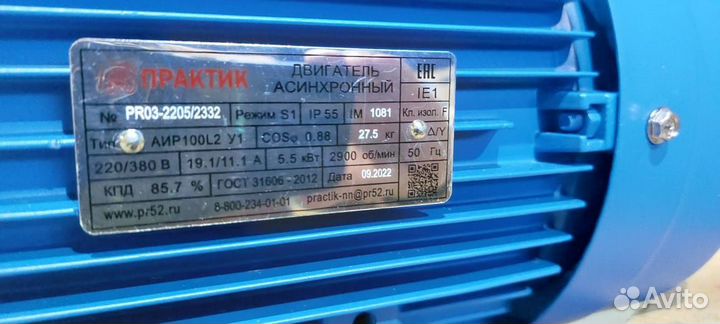 ПРАКТИК ДВИГАТЕЛЬ АСИНХРОННЫЙ EAC IE1
№ PR03-2205/2332 Режим S1 IP 55 IM 1081 Кл. изол. F
Тип АИР100L2 У1 COSφ 0.88 27.5 кг Δ/Y
220/380 В 19.1/11.1 А 5.5 кВт 2900 об/мин 50 Гц
КПД 85.7 % ГОСТ 31606 - 2012 Дата 09.2022
www.pr52.ru 8-800-234-01-01 practik-nn@pr52.ru
Avito